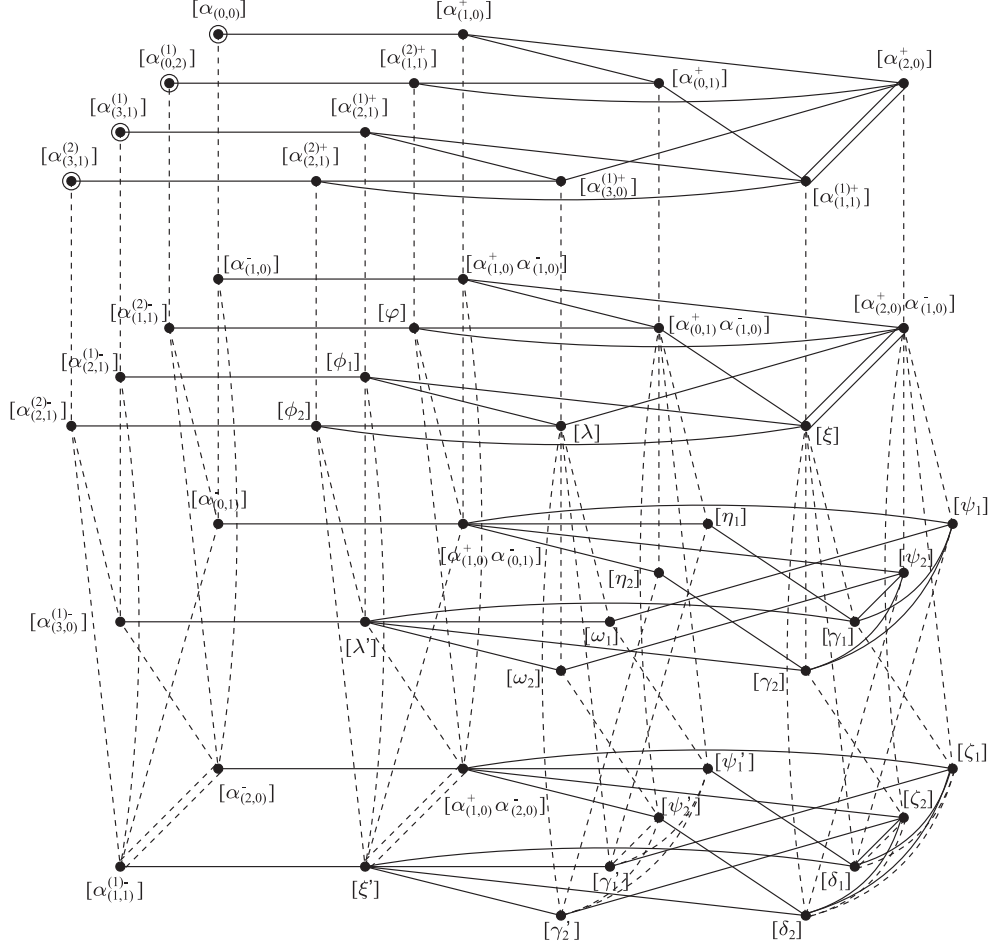 [α_{(0,0)}] [α^{+}_{(1,0)}]
[α^{(1)}_{(0,2)}] [α^{(2)+}_{(1,1)}] [α^{+}_{(0,1)}] [α^{+}_{(2,0)}]
[α^{(1)}_{(3,1)}] [α^{(1)+}_{(2,1)}]
[α^{(2)}_{(3,1)}] [α^{(2)+}_{(2,1)}] [α^{(1)+}_{(3,0)}] [α^{(1)+}_{(1,1)}]
[α^{-}_{(1,0)}] [α^{+}_{(1,0)} α^{-}_{(1,0)}]
[α^{(2)-}_{(1,1)}] [φ] [α^{+}_{(0,1)} α^{-}_{(1,0)}] [α^{+}_{(2,0)} α^{-}_{(1,0)}]
[α^{(1)-}_{(2,1)}] [ϕ_1]
[α^{(2)-}_{(2,1)}] [ϕ_2] [λ] [ξ]
[α^{-}_{(0,1)}] [α^{+}_{(1,0)} α^{-}_{(0,1)}] [η_1] [ψ_1]
[η_2] [ψ_2]
[α^{(1)-}_{(3,0)}] [λ'] [ω_1] [γ_1]
[ω_2] [γ_2]
[α^{-}_{(2,0)}] [α^{+}_{(1,0)} α^{-}_{(2,0)}] [ψ_1'] [ζ_1]
[ψ_2'] [ζ_2]
[α^{(1)-}_{(1,1)}] [ξ'] [γ_1'] [δ_1]
[γ_2'] [δ_2]